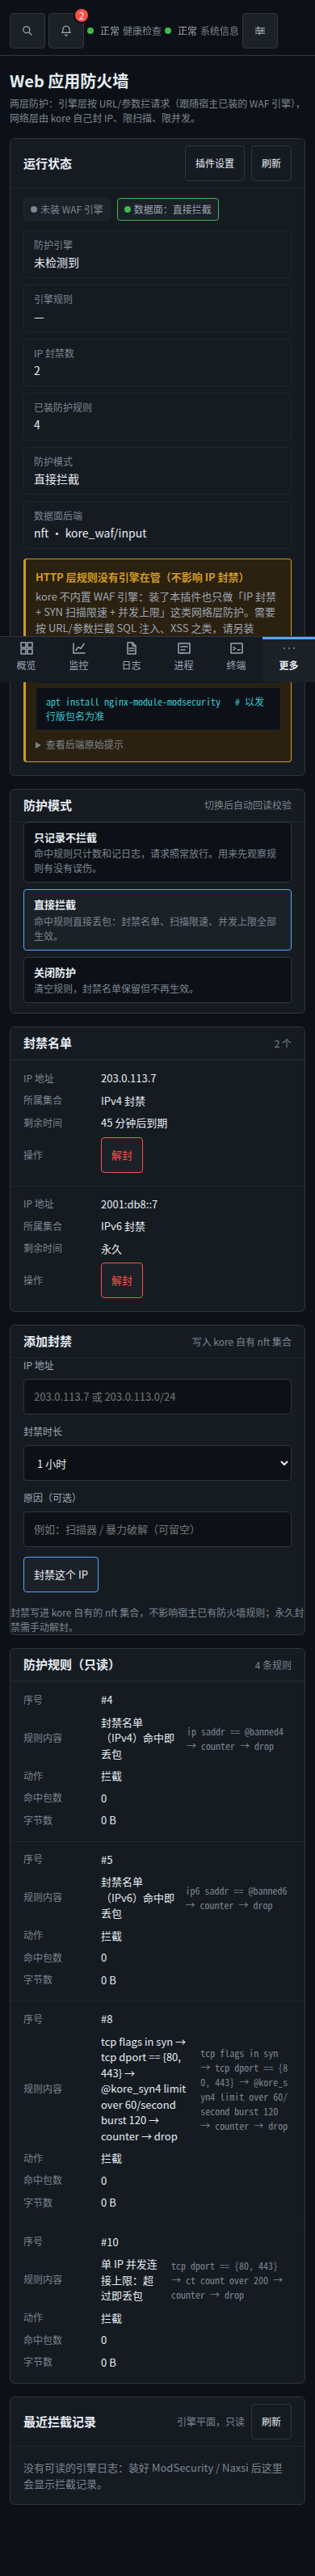 2
正常 健康检查 正常 系统信息
Web 应用防火墙
两层防护：引擎层按 URL/参数拦请求（跟随宿主已装的 WAF 引擎），
网络层由 kore 自己封 IP、限扫描、限并发。
运行状态
插件设置
刷新
未装 WAF 引擎
数据面：直接拦截
防护引擎
未检测到
引擎规则
—
IP 封禁数
2
已装防护规则
4
防护模式
直接拦截
数据面后端
nft · kore_waf/input
HTTP 层规则没有引擎在管（不影响 IP 封禁）
kore 不内置 WAF 引擎：装了本插件也只做「IP 封禁
+ SYN 扫描限速 + 并发上限」这类网络层防护。需要
按 URL/参数拦截 SQL 注入、XSS 之类，请另装
概览
监控
日志
进程
终端
更多
apt install nginx-module-modsecurity # 以发
行版包名为准
▶ 查看后端原始提示
防护模式
切换后自动回读校验
只记录不拦截
命中规则只计数和记日志，请求照常放行。用来先观察规
则有没有误伤。
直接拦截
命中规则直接丢包：封禁名单、扫描限速、并发上限全部
生效。
关闭防护
清空规则，封禁名单保留但不再生效。
封禁名单
2 个
IP 地址
203.0.113.7
所属集合
IPv4 封禁
剩余时间
45 分钟后到期
操作
解封
IP 地址
2001:db8::7
所属集合
IPv6 封禁
剩余时间
永久
操作
解封
添加封禁
写入 kore 自有 nft 集合
IP 地址
203.0.113.7 或 203.0.113.0/24
封禁时长
1 小时
原因（可选）
例如：扫描器 / 暴力破解（可留空）
封禁这个 IP
封禁写进 kore 自有的 nft 集合，不影响宿主已有防火墙规则；永久封
禁需手动解封。
防护规则（只读）
4 条规则
序号
#4
规则内容
封禁名单
（IPv4）命中即
丢包
ip saddr == @banned4
→ counter → drop
动作
拦截
命中包数
0
字节数
0 B
序号
#5
规则内容
封禁名单
（IPv6）命中即
丢包
ip6 saddr == @banned6
→ counter → drop
动作
拦截
命中包数
0
字节数
0 B
序号
#8
规则内容
tcp flags in syn →
tcp dport == {80,
443} →
@kore_syn4 limit
over 60/second
burst 120 →
counter → drop
tcp flags in syn
→ tcp dport == {8
0, 443} → @kore_s
yn4 limit over 60/
second burst 120
→ counter → drop
动作
拦截
命中包数
0
字节数
0 B
序号
#10
规则内容
单 IP 并发连
接上限：超
过即丢包
tcp dport == {80, 443}
→ ct count over 200 →
counter → drop
动作
拦截
命中包数
0
字节数
0 B
最近拦截记录
引擎平面，只读
刷新
没有可读的引擎日志：装好 ModSecurity / Naxsi 后这里
会显示拦截记录。